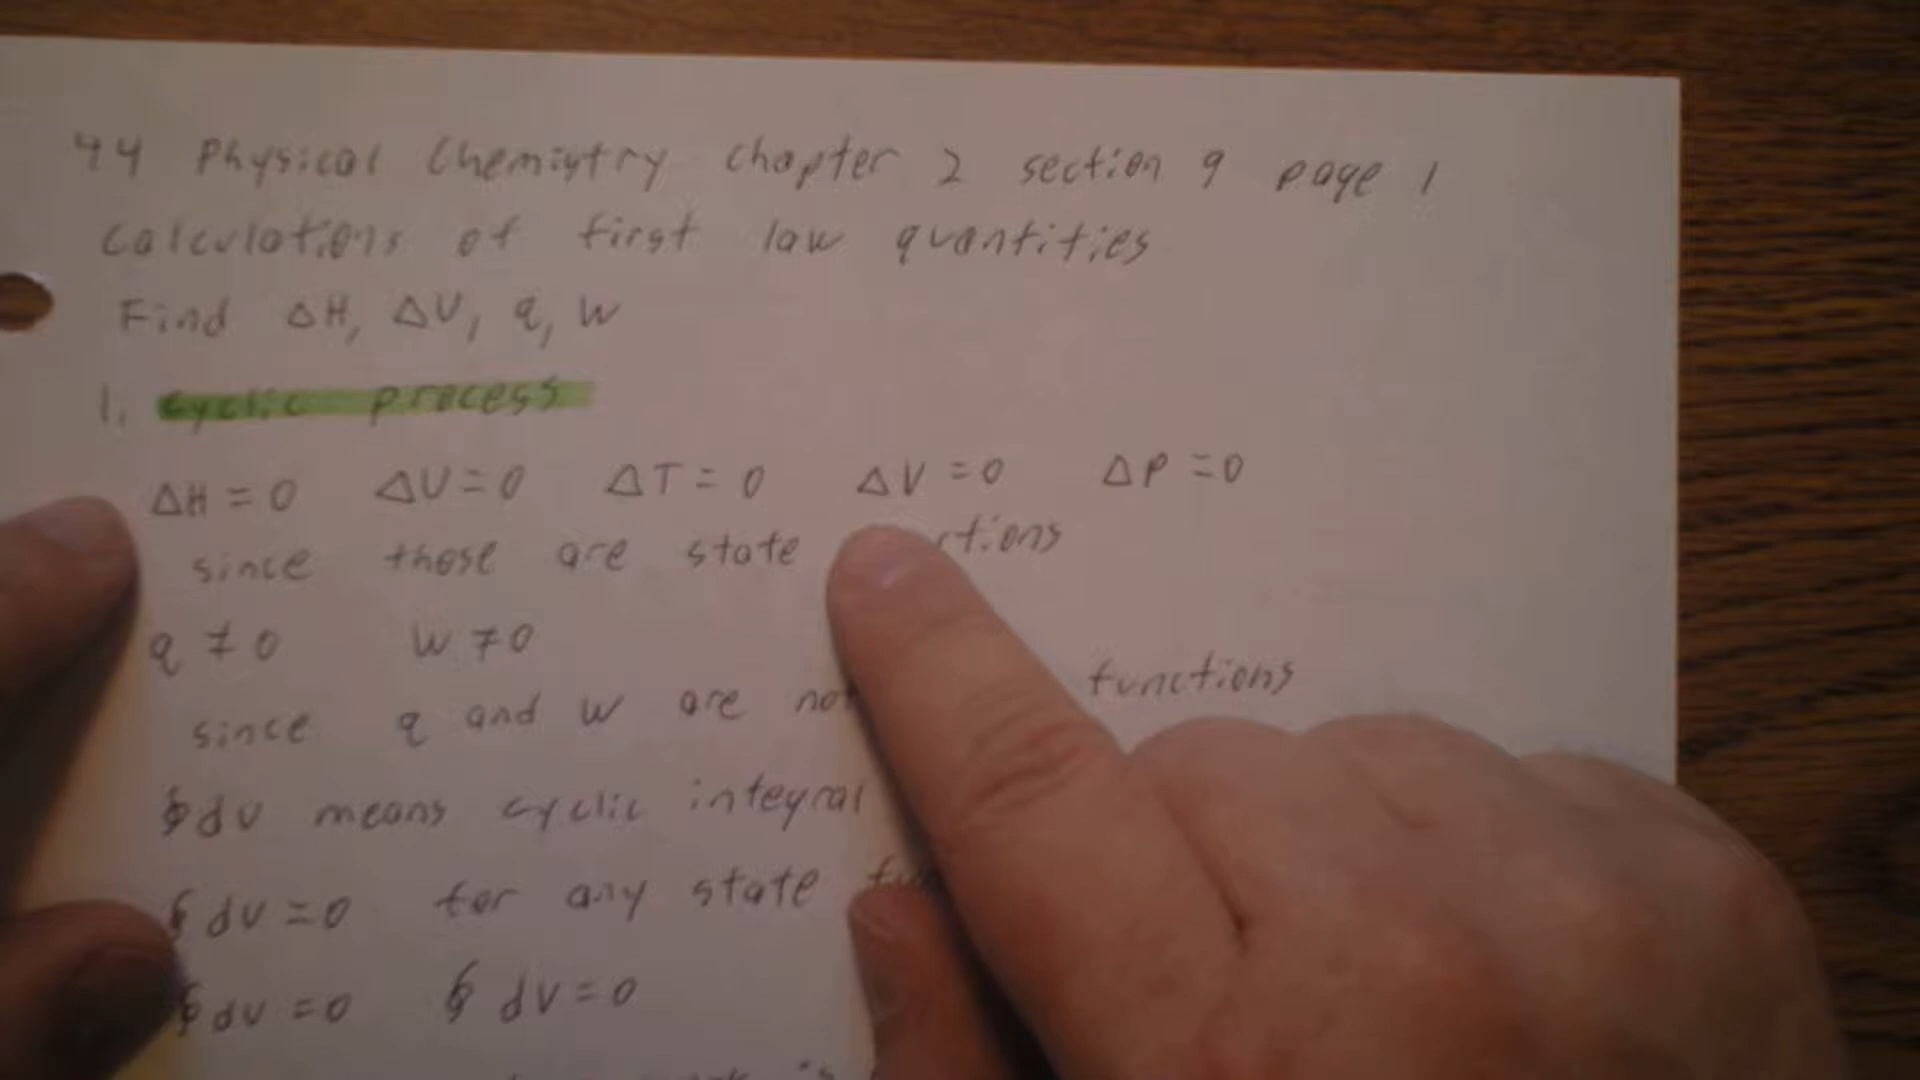 44 Physical Chemistry chapter 2 section 9 page 1
calculations of first law quantities
Find ΔH, ΔU, q, w
1. cyclic process
ΔH = 0 ΔU = 0 ΔT = 0 ΔV = 0 ΔP = 0
since those are state
q ≠ 0 w ≠ 0
since q and w are not functions
∮dU means cyclic integral
∮dU = 0 for any state
∮dU = 0 ∮dV = 0